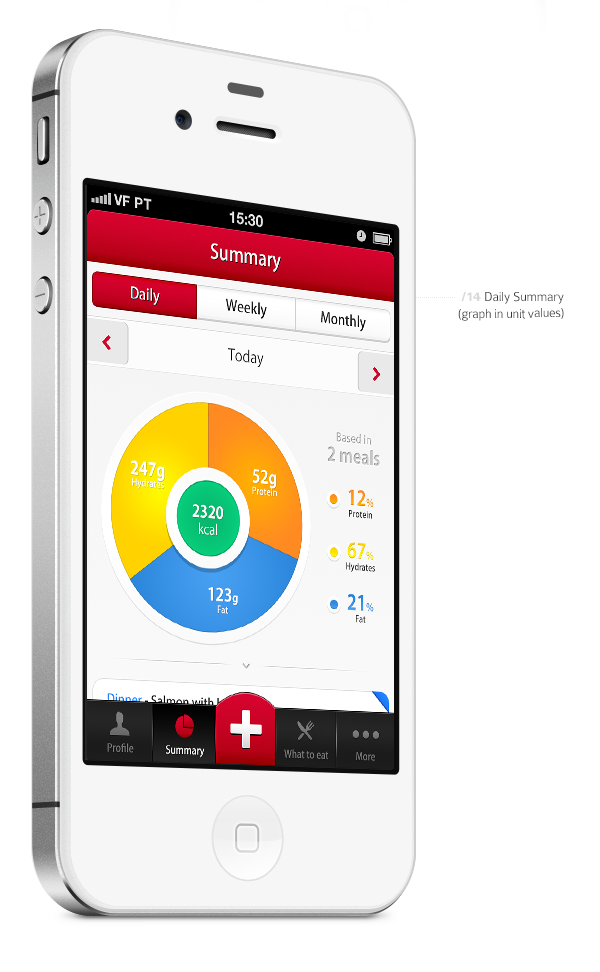 VF PT
15:30
Summary
Daily
Weekly
Monthly
/14 Daily Summary
(graph in unit values)
Today
Based in
2 meals
247g
Hydrates
52g
Protein
2320
kcal
123g
Fat
12%
Protein
67%
Hydrates
21%
Fat
Dinner - Salmon with
Profile
Summary
What to eat
More